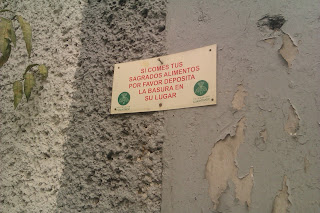 SI COMES TUS
SAGRADOS ALIMENTOS
POR FAVOR DEPOSITA
LA BASURA EN
SU LUGAR